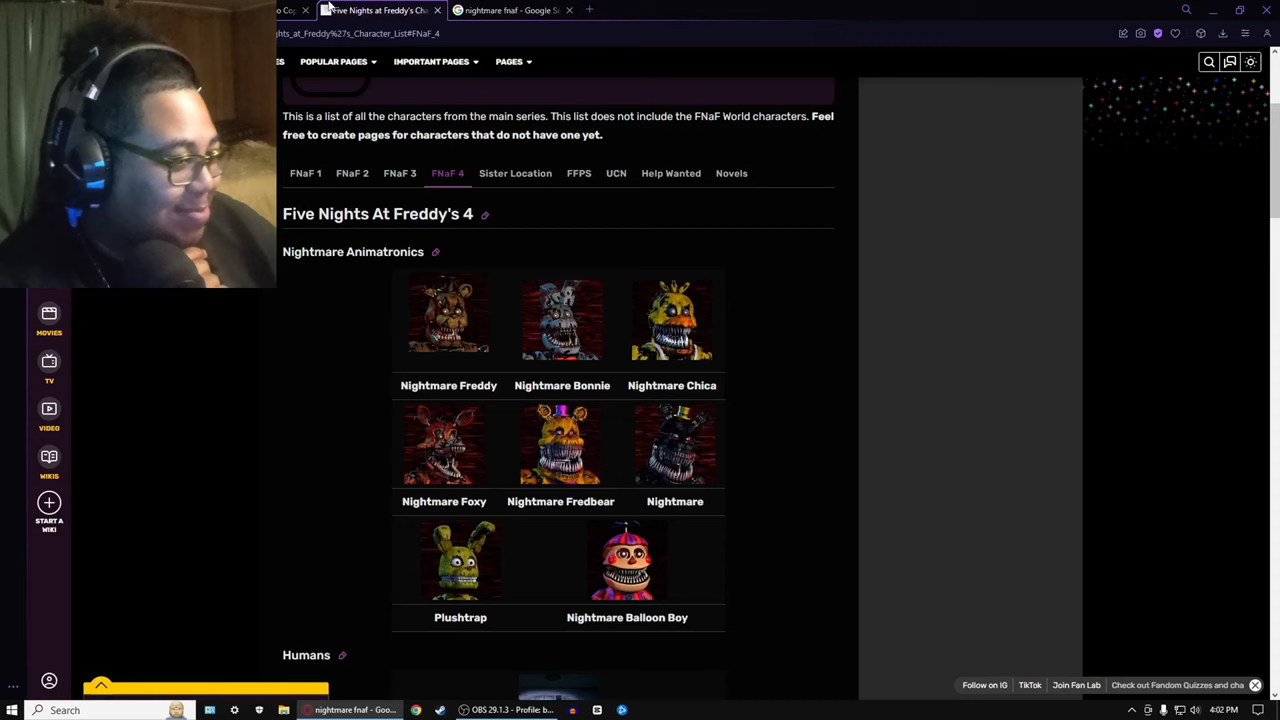 o Cop
Five Nights at Freddy's Cha
nightmare fnaf - Google Se
hts_at_Freddy%27s_Character_List#FNaF_4
ES
POPULAR PAGES
IMPORTANT PAGES
PAGES
This is a list of all the characters from the main series. This list does not include the FNaF World characters. Feel
free to create pages for characters that do not have one yet.
FNaF 1 FNaF 2 FNaF 3 FNaF 4 Sister Location FFPS UCN Help Wanted Novels
Five Nights At Freddy's 4
Nightmare Animatronics
Nightmare Freddy Nightmare Bonnie Nightmare Chica
Nightmare Foxy Nightmare Fredbear Nightmare
Plushtrap Nightmare Balloon Boy
Humans
MOVIES
TV
VIDEO
WIKIS
START A
WIKI
Follow on IG TikTok Join Fan Lab Check out Fandom Quizzes and cha
Search
nightmare fnaf - Goo...
OBS 29.1.3 - Profile: b...
4:02 PM